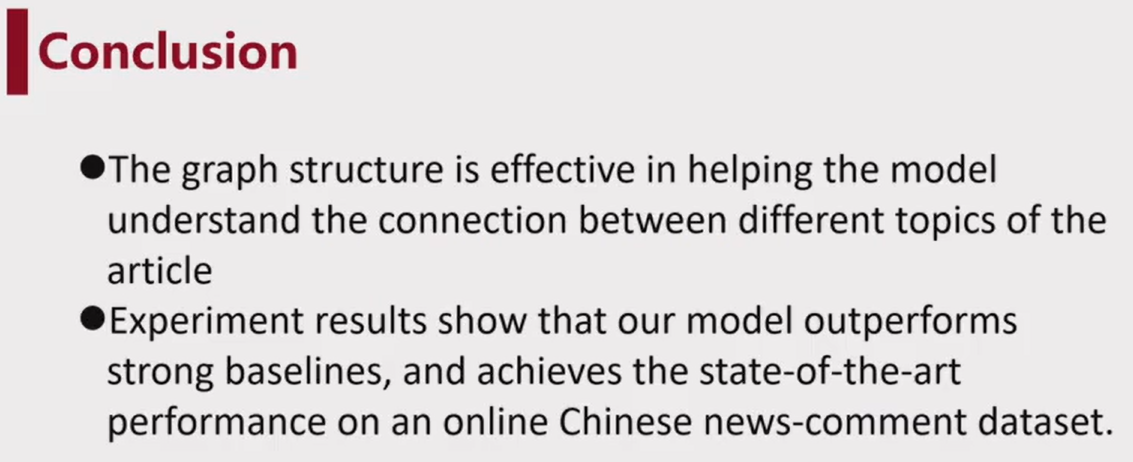 Conclusion
●The graph structure is effective in helping the model
understand the connection between different topics of the
article
●Experiment results show that our model outperforms
strong baselines, and achieves the state-of-the-art
performance on an online Chinese news-comment dataset.